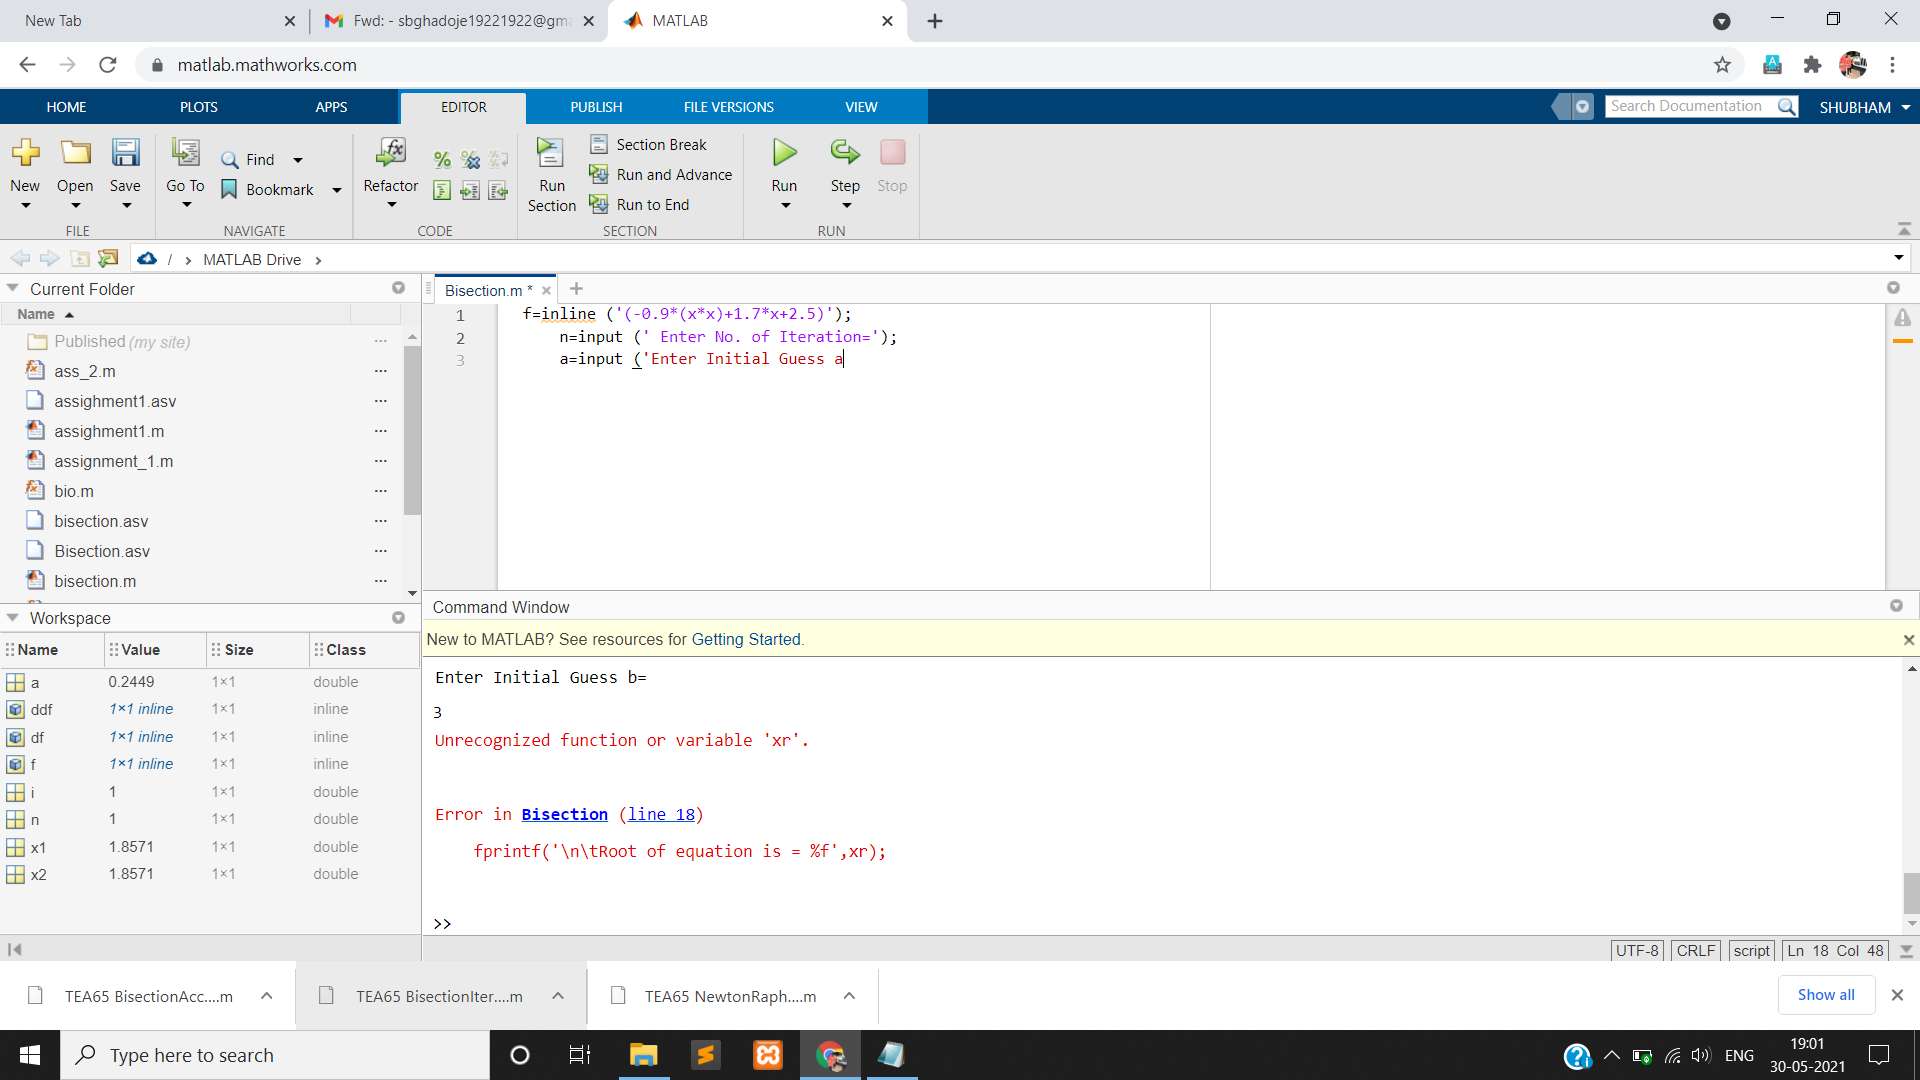 New Tab
Fwd: - sbghadoje19221922@gm
MATLAB
matlab.mathworks.com
HOME PLOTS APPS EDITOR PUBLISH FILE VERSIONS VIEW
Search Documentation SHUBHAM
New Open Save
Find
Bookmark
Go To
Refactor
Run Section
Section Break
Run and Advance
Run to End
Run Step Stop
FILE NAVIGATE CODE SECTION RUN
/ > MATLAB Drive >
Current Folder
Name
Published (my site)
ass_2.m
assighment1.asv
assighment1.m
assignment_1.m
bio.m
bisection.asv
Bisection.asv
bisection.m
Workspace
Name Value Size Class
a 0.2449 1×1 double
ddf 1×1 inline 1×1 inline
df 1×1 inline 1×1 inline
f 1×1 inline 1×1 inline
i 1 1×1 double
n 1 1×1 double
x1 1.8571 1×1 double
x2 1.8571 1×1 double
Bisection.m *
1 f=inline ('(-0.9*(x*x)+1.7*x+2.5)');
2 n=input (' Enter No. of Iteration=');
3 a=input ('Enter Initial Guess a
Command Window
New to MATLAB? See resources for Getting Started.
Enter Initial Guess b=
3
Unrecognized function or variable 'xr'.
Error in Bisection (line 18)
fprintf('\n\tRoot of equation is = %f',xr);
>>
UTF-8 CRLF script Ln 18 Col 48
TEA65 BisectionAcc....m
TEA65 BisectionIter....m
TEA65 NewtonRaph....m
Show all
Type here to search
ENG
19:01
30-05-2021